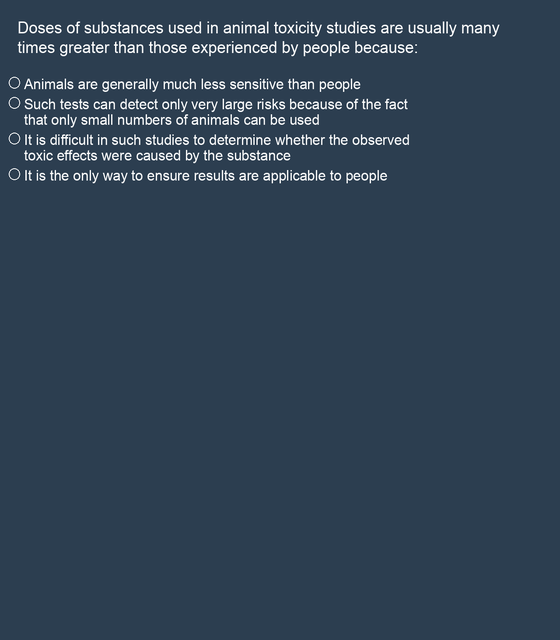 Doses of substances used in animal toxicity studies are usually many
times greater than those experienced by people because:
Animals are generally much less sensitive than people
Such tests can detect only very large risks because of the fact
that only small numbers of animals can be used
It is difficult in such studies to determine whether the observed
toxic effects were caused by the substance
It is the only way to ensure results are applicable to people